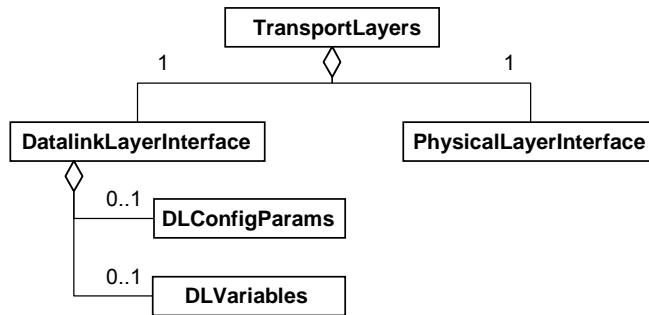 TransportLayers
1 1
DatalinkLayerInterface PhysicalLayerInterface
0..1
DLConfigParams
0..1
DLVariables